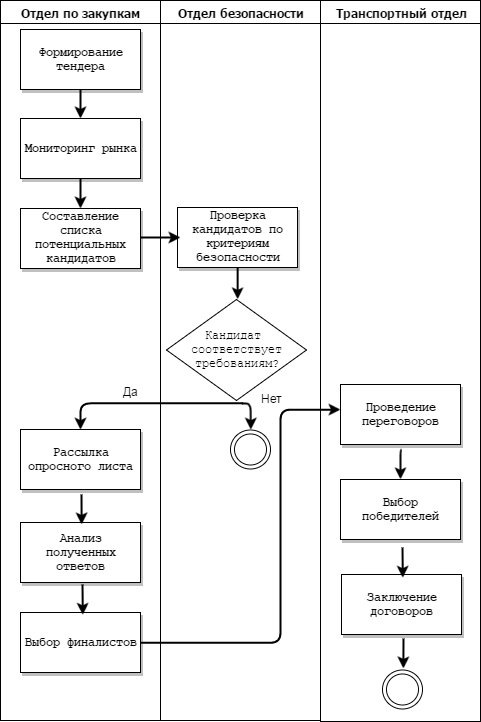 Отдел по закупкам
Отдел безопасности
Транспортный отдел
Формирование
тендера
Мониторинг рынка
Составление
списка
потенциальных
кандидатов
Проверка
кандидатов по
критериям
безопасности
Кандидат
соответствует
требованиям?
Да
Нет
Рассылка
опросного листа
Анализ
полученных
ответов
Выбор финалистов
Проведение
переговоров
Выбор
победителей
Заключение
договоров